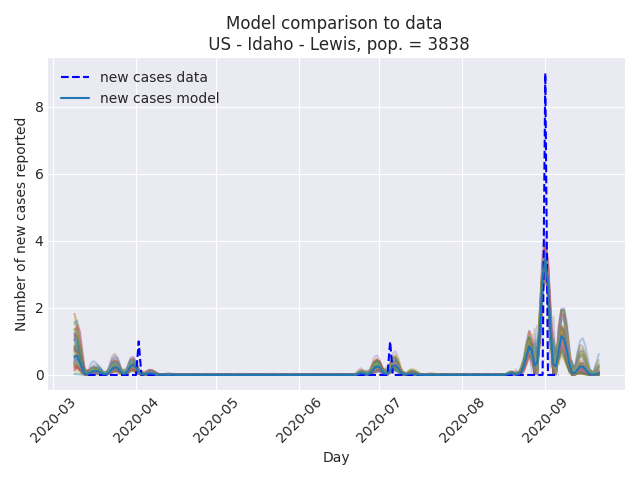 Model comparison to data
US - Idaho - Lewis, pop. = 3838
new cases data
new cases model
Number of new cases reported
8
6
4
2
0
2020-03
2020-04
2020-05
2020-06
2020-07
2020-08
2020-09
Day